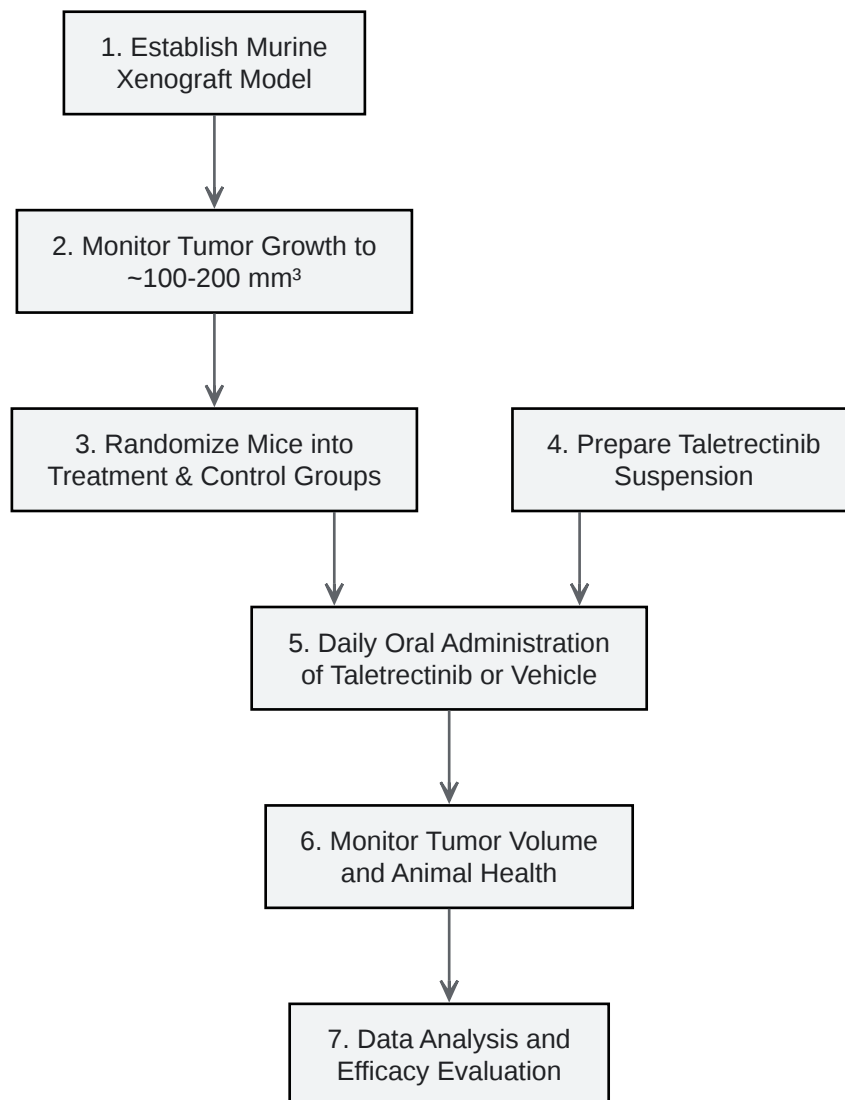 1. Establish Murine
Xenograft Model
2. Monitor Tumor Growth to
~100-200 mm³
3. Randomize Mice into
Treatment & Control Groups
4. Prepare Taletrectinib
Suspension
5. Daily Oral Administration
of Taletrectinib or Vehicle
6. Monitor Tumor Volume
and Animal Health
7. Data Analysis and
Efficacy Evaluation